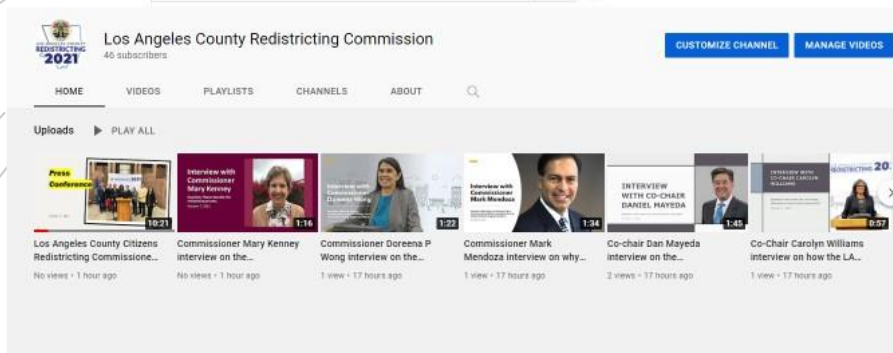 Los Angeles County Redistricting Commission
46 subscribers
REDISTRICTING
2021
CUSTOMIZE CHANNEL
MANAGE VIDEOS
HOME
VIDEOS
PLAYLISTS
CHANNELS
ABOUT
Uploads
PLAY ALL
Press
Conference
10:21
Interview with
Commissioner
Mary Kenney
1:16
Interview with
Commissioner
Doreena Wong
1:22
Interview with
Commissioner
Mark Mendoza
1:34
INTERVIEW
WITH CO-CHAIR
DANIEL MAYEDA
1:45
INTERVIEW WITH
CO-CHAIR CAROLYN
WILLIAMS
REDISTRICTING 20
0:57
Los Angeles County Citizens
Redistricting Commissione...
No views • 1 hour ago
Commissioner Mary Kenney
interview on the...
No views • 1 hour ago
Commissioner Doreena P
Wong interview on the...
1 view • 17 hours ago
Commissioner Mark
Mendoza interview on why...
1 view • 17 hours ago
Co-chair Dan Mayeda
interview on the...
2 views • 17 hours ago
Co-Chair Carolyn Williams
interview on how the LA...
1 view • 17 hours ago